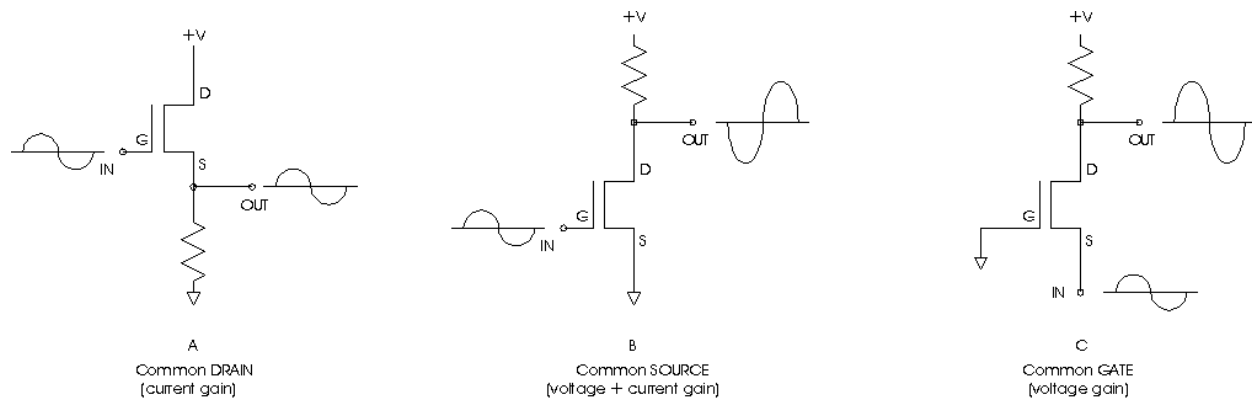 +V
D
G
S
IN
OUT
A
Common DRAIN
(current gain)
+V
OUT
D
G
S
IN
B
Common SOURCE
(voltage + current gain)
+V
OUT
D
G
S
IN
C
Common GATE
(voltage gain)